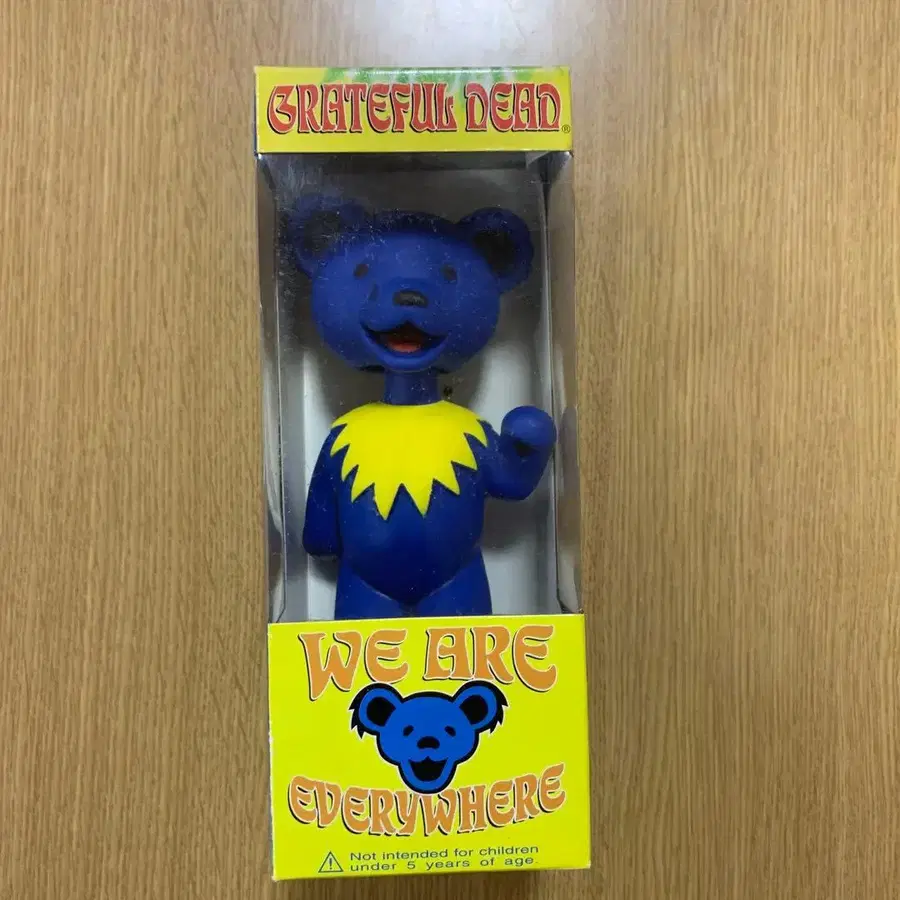 GRATEFUL DEAD®
WE ARE
EVERYWHERE
⚠ Not intended for children
under 5 years of age.